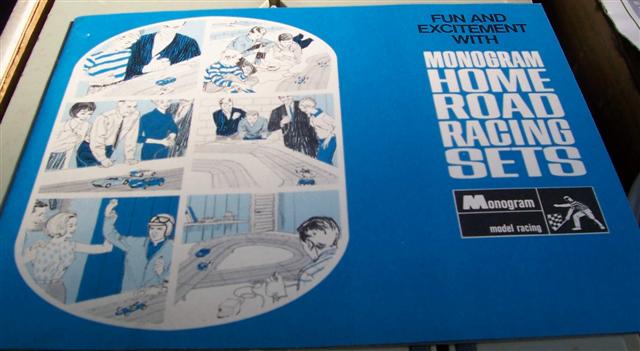 FUN AND
EXCITEMENT
WITH
MONOGRAM
HOME
ROAD
RACING
SETS
Monogram
model racing